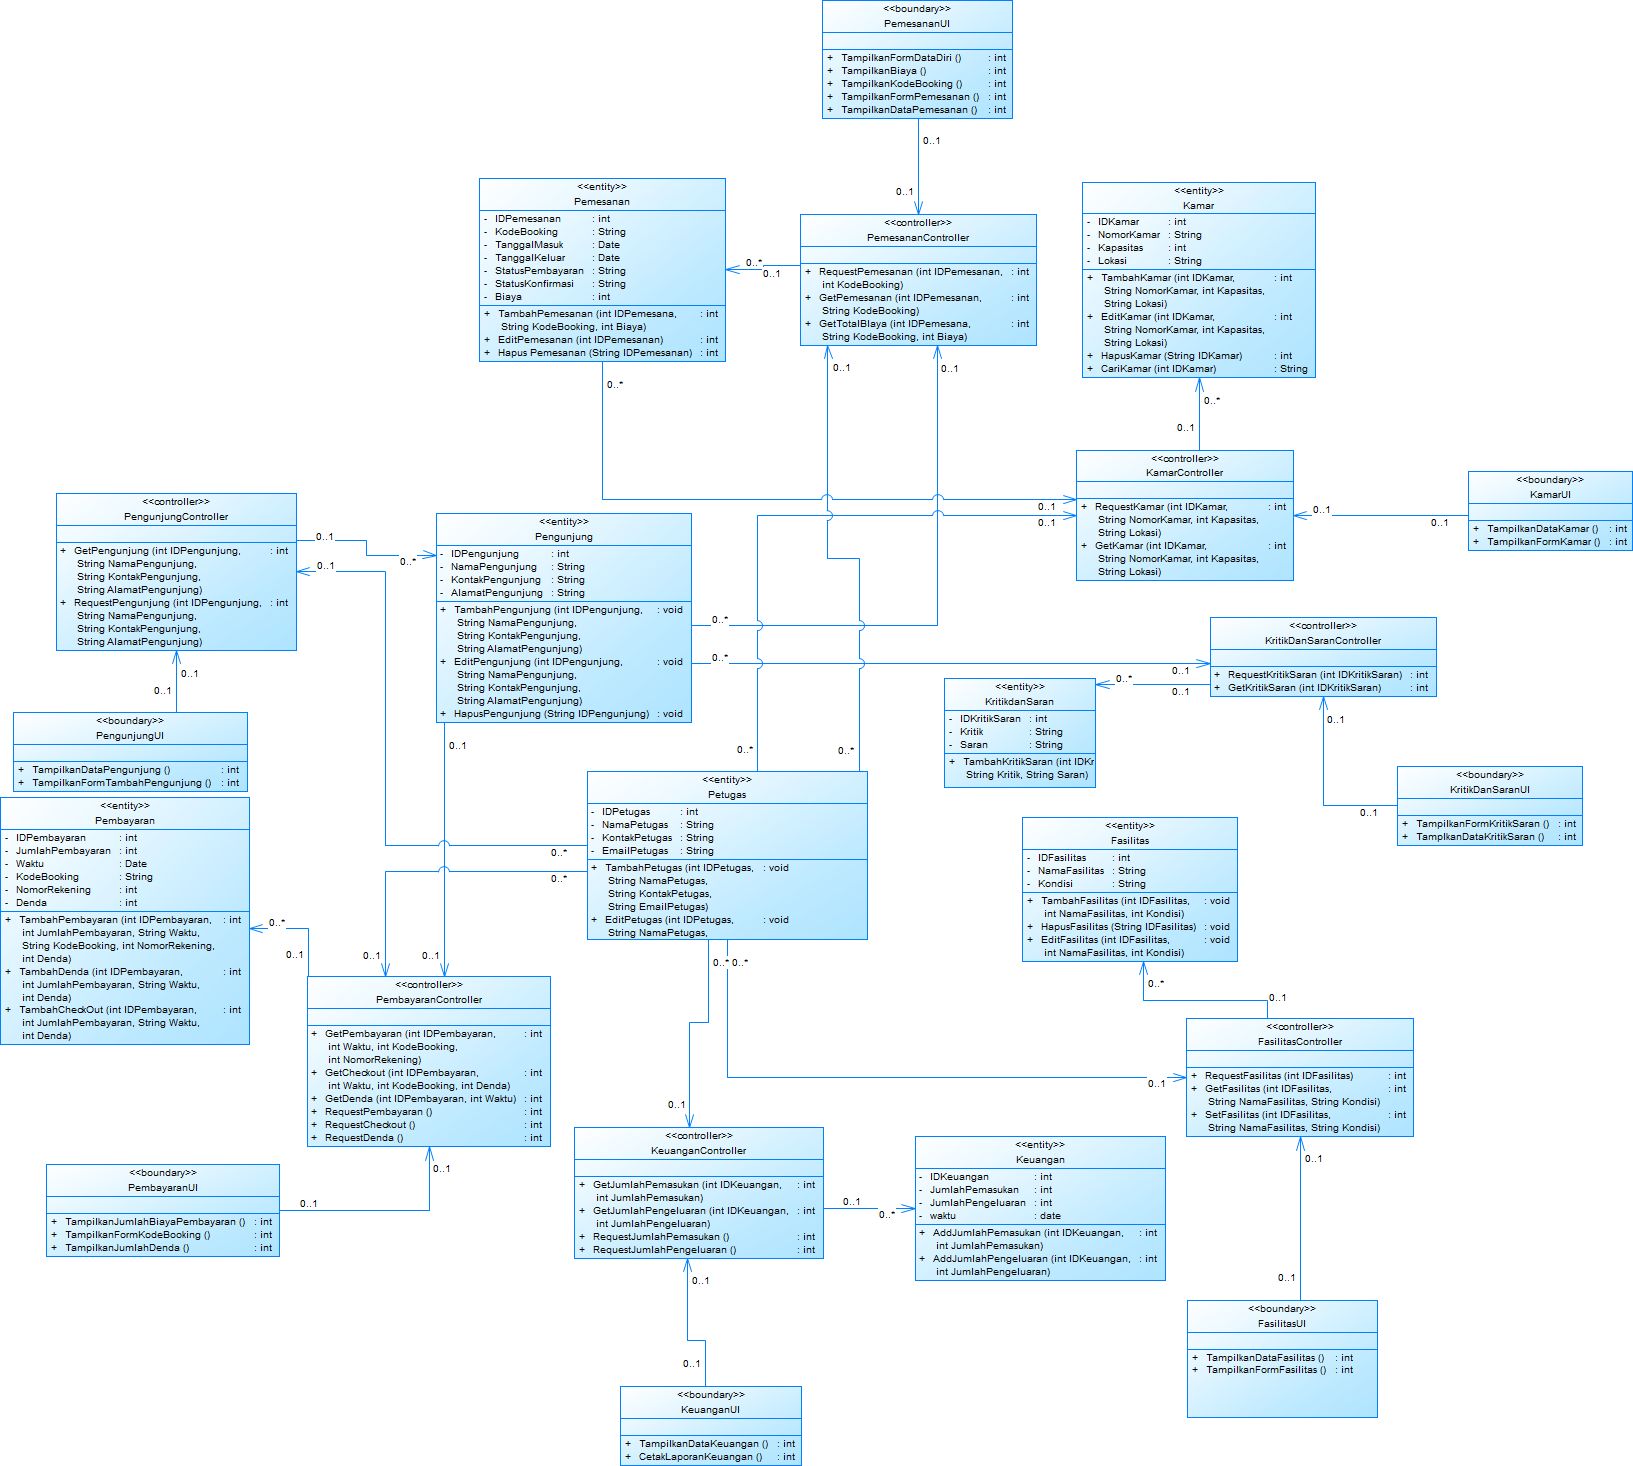 <<boundary>>
PemesananUI
+ TampilkanFormDataDiri () : int
+ TampilkanBiaya () : int
+ TampilkanKodeBooking () : int
+ TampilkanFormPemesanan () : int
+ TampilkanDataPemesanan () : int
0..1
0..1
<<entity>>
Pemesanan
- IDPemesanan : int
- KodeBooking : String
- TanggalMasuk : Date
- TanggalKeluar : Date
- StatusPembayaran : String
- StatusKonfirmasi : String
- Biaya : int
+ TambahPemesanan (int IDPemesana, : int
String KodeBooking, int Biaya)
+ EditPemesanan (int IDPemesanan) : int
+ Hapus Pemesanan (String IDPemesanan) : int
0..*
0..*
0..1
<<controller>>
PemesananController
+ RequestPemesanan (int IDPemesanan, : int
int KodeBooking)
+ GetPemesanan (int IDPemesanan, : int
String KodeBooking)
+ GetTotalBIaya (int IDPemesana, : int
String KodeBooking, int Biaya)
0..1
0..1
<<entity>>
Kamar
- IDKamar : int
- NomorKamar : String
- Kapasitas : int
- Lokasi : String
+ TambahKamar (int IDKamar, : int
String NomorKamar, int Kapasitas,
String Lokasi)
+ EditKamar (int IDKamar, : int
String NomorKamar, int Kapasitas,
String Lokasi)
+ HapusKamar (String IDKamar) : int
+ CariKamar (int IDKamar) : String
0..*
0..1
<<controller>>
KamarController
+ RequestKamar (int IDKamar, : int
String NomorKamar, int Kapasitas,
String Lokasi)
+ GetKamar (int IDKamar, : int
String NomorKamar, int Kapasitas,
String Lokasi)
0..1
0..1
0..1
0..1
<<boundary>>
KamarUI
+ TampilkanDataKamar () : int
+ TampilkanFormKamar () : int
<<controller>>
PengunjungController
+ GetPengunjung (int IDPengunjung, : int
String NamaPengunjung,
String KontakPengunjung,
String AlamatPengunjung)
+ RequestPengunjung (int IDPengunjung, : int
String NamaPengunjung,
String KontakPengunjung,
String AlamatPengunjung)
0..1
0..*
0..1
0..1
0..1
<<entity>>
Pengunjung
- IDPengunjung : int
- NamaPengunjung : String
- KontakPengunjung : String
- AlamatPengunjung : String
+ TambahPengunjung (int IDPengunjung, : void
String NamaPengunjung,
String KontakPengunjung,
String AlamatPengunjung)
+ EditPengunjung (int IDPengunjung, : void
String NamaPengunjung,
String KontakPengunjung,
String AlamatPengunjung)
+ HapusPengunjung (String IDPengunjung) : void
0..*
0..*
0..1
<<controller>>
KritikDanSaranController
+ RequestKritikSaran (int IDKritikSaran) : int
+ GetKritikSaran (int IDKritikSaran) : int
0..1
0..*
0..1
0..1
<<entity>>
KritikdanSaran
- IDKritikSaran : int
- Kritik : String
- Saran : String
+ TambahKritikSaran (int IDKr
String Kritik, String Saran)
<<boundary>>
PengunjungUI
+ TampilkanDataPengunjung () : int
+ TampilkanFormTambahPengunjung () : int
<<boundary>>
KritikDanSaranUI
+ TampilkanFormKritikSaran () : int
+ TamplkanDataKritikSaran () : int
0..1
<<entity>>
Pembayaran
- IDPembayaran : int
- JumlahPembayaran : int
- Waktu : Date
- KodeBooking : String
- NomorRekening : int
- Denda : int
+ TambahPembayaran (int IDPembayaran, : int
int JumlahPembayaran, String Waktu,
String KodeBooking, int NomorRekening,
int Denda)
+ TambahDenda (int IDPembayaran, : int
int JumlahPembayaran, String Waktu,
int Denda)
+ TambahCheckOut (int IDPembayaran, : int
int JumlahPembayaran, String Waktu,
int Denda)
0..*
0..1
0..*
0..*
<<entity>>
Petugas
- IDPetugas : int
- NamaPetugas : String
- KontakPetugas : String
- EmailPetugas : String
+ TambahPetugas (int IDPetugas, : void
String NamaPetugas,
String KontakPetugas,
String EmailPetugas)
+ EditPetugas (int IDPetugas, : void
String NamaPetugas,
0..*
0..*
0..* 0..*
<<entity>>
Fasilitas
- IDFasilitas : int
- NamaFasilitas : String
- Kondisi : String
+ TambahFasilitas (int IDFasilitas, : void
int NamaFasilitas, int Kondisi)
+ HapusFasilitas (String IDFasilitas) : void
+ EditFasilitas (int IDFasilitas, : void
int NamaFasilitas, int Kondisi)
0..*
0..1
0..1
0..1
<<controller>>
PembayaranController
+ GetPembayaran (int IDPembayaran, : int
int Waktu, int KodeBooking,
int NomorRekening)
+ GetCheckout (int IDPembayaran, : int
int Waktu, int KodeBooking, int Denda)
+ GetDenda (int IDPembayaran, int Waktu) : int
+ RequestPembayaran () : int
+ RequestCheckout () : int
+ RequestDenda () : int
0..1
<<controller>>
FasilitasController
+ RequestFasilitas (int IDFasilitas) : int
+ GetFasilitas (int IDFasilitas, : int
String NamaFasilitas, String Kondisi)
+ SetFasilitas (int IDFasilitas, : int
String NamaFasilitas, String Kondisi)
0..1
0..1
0..1
<<boundary>>
PembayaranUI
+ TampilkanJumlahBiayaPembayaran () : int
+ TampilkanFormKodeBooking () : int
+ TampilkanJumlahDenda () : int
0..1
0..1
<<controller>>
KeuanganController
+ GetJumlahPemasukan (int IDKeuangan, : int
int JumlahPemasukan)
+ GetJumlahPengeluaran (int IDKeuangan, : int
int JumlahPengeluaran)
+ RequestJumlahPemasukan () : int
+ RequestJumlahPengeluaran () : int
0..1
0..*
0..1
<<entity>>
Keuangan
- IDKeuangan : int
- JumlahPemasukan : int
- JumlahPengeluaran : int
- waktu : date
+ AddJumlahPemasukan (int IDKeuangan, : int
int JumlahPemasukan)
+ AddJumlahPengeluaran (int IDKeuangan, : int
int JumlahPengeluaran)
0..1
<<boundary>>
KeuanganUI
+ TampilkanDataKeuangan () : int
+ CetakLaporanKeuangan () : int
<<boundary>>
FasilitasUI
+ TampilkanDataFasilitas () : int
+ TampilkanFormFasilitas () : int